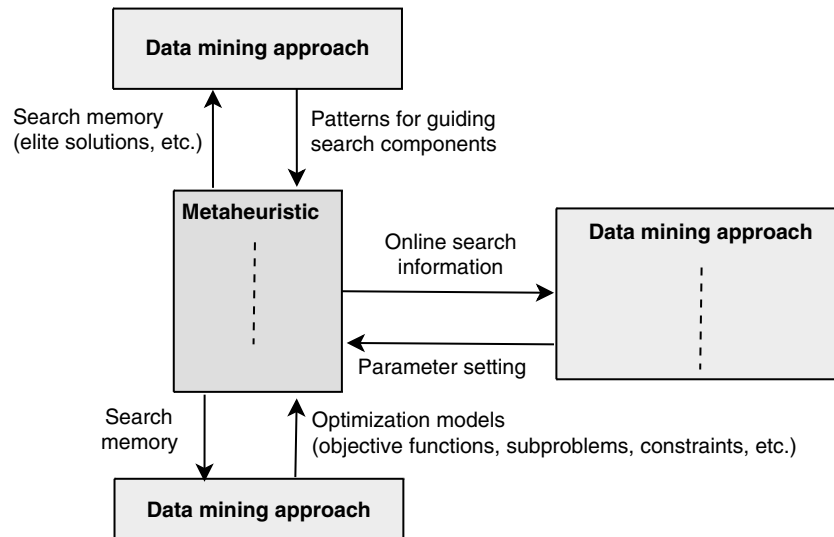 Data mining approach
Search memory
(elite solutions, etc.)
Patterns for guiding
search components
Metaheuristic
Online search
information
Data mining approach
Parameter setting
Search
memory
Optimization models
(objective functions, subproblems, constraints, etc.)
Data mining approach